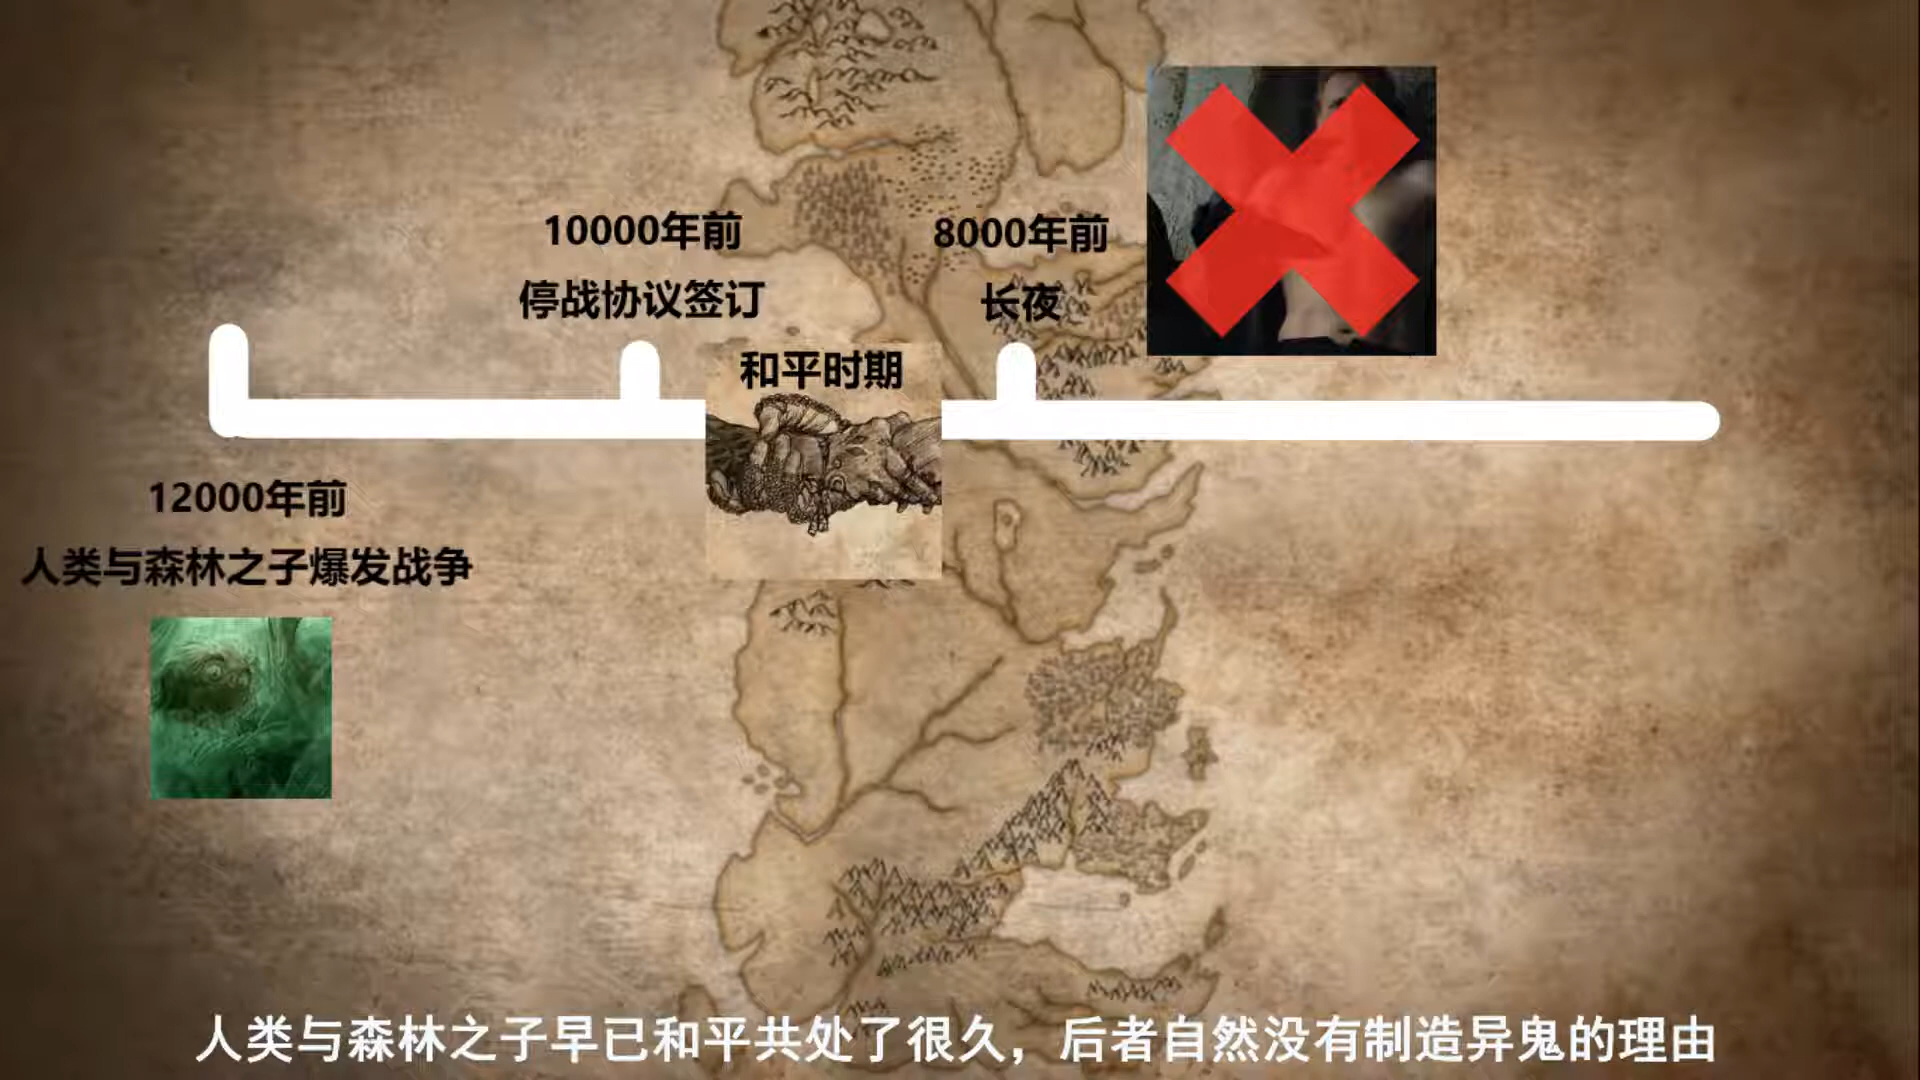 10000年前
停战协议签订
8000年前
长夜
和平时期
12000年前
人类与森林之子爆发战争
人类与森林之子早已和平共处了很久，后者自然没有制造异鬼的理由